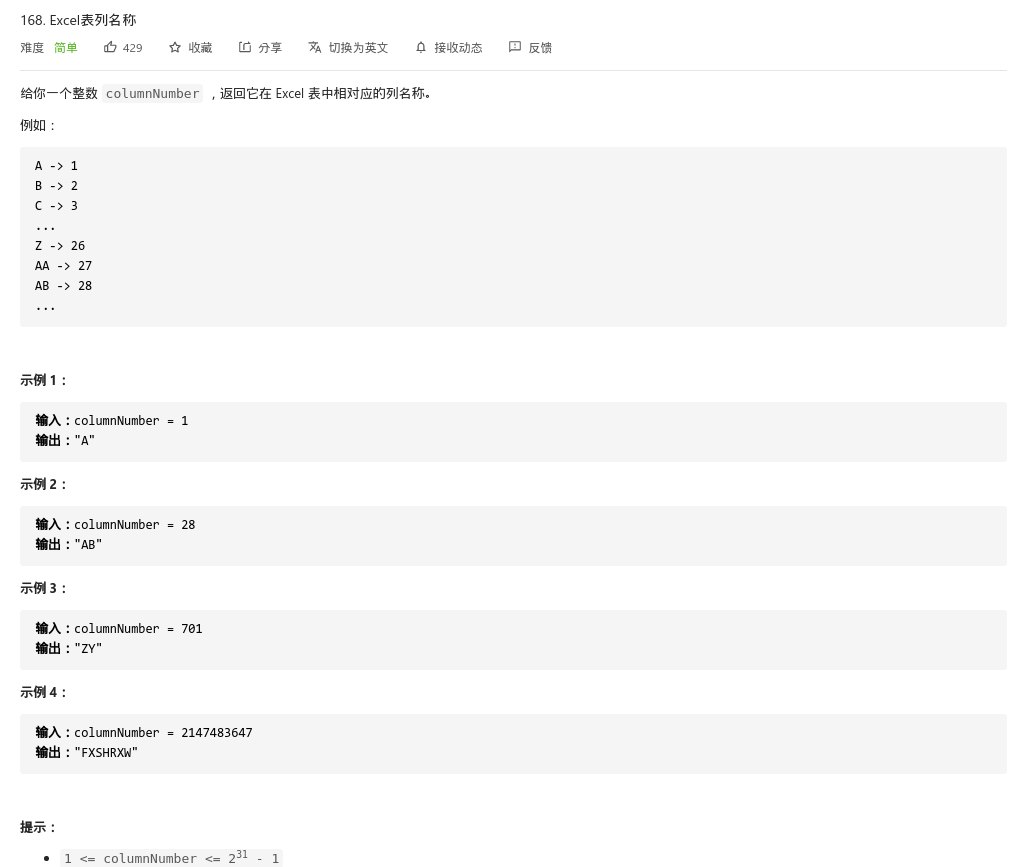 168. Excel表列名称
难度 简单 429 收藏 分享 切换为英文 接收动态 反馈
给你一个整数 columnNumber ，返回它在 Excel 表中相对应的列名称。
例如：
A -> 1
B -> 2
C -> 3
...
Z -> 26
AA -> 27
AB -> 28
...
示例 1：
输入：columnNumber = 1
输出："A"
示例 2：
输入：columnNumber = 28
输出："AB"
示例 3：
输入：columnNumber = 701
输出："ZY"
示例 4：
输入：columnNumber = 2147483647
输出："FXSHRXW"
提示：
• 1 <= columnNumber <= 2³¹ - 1